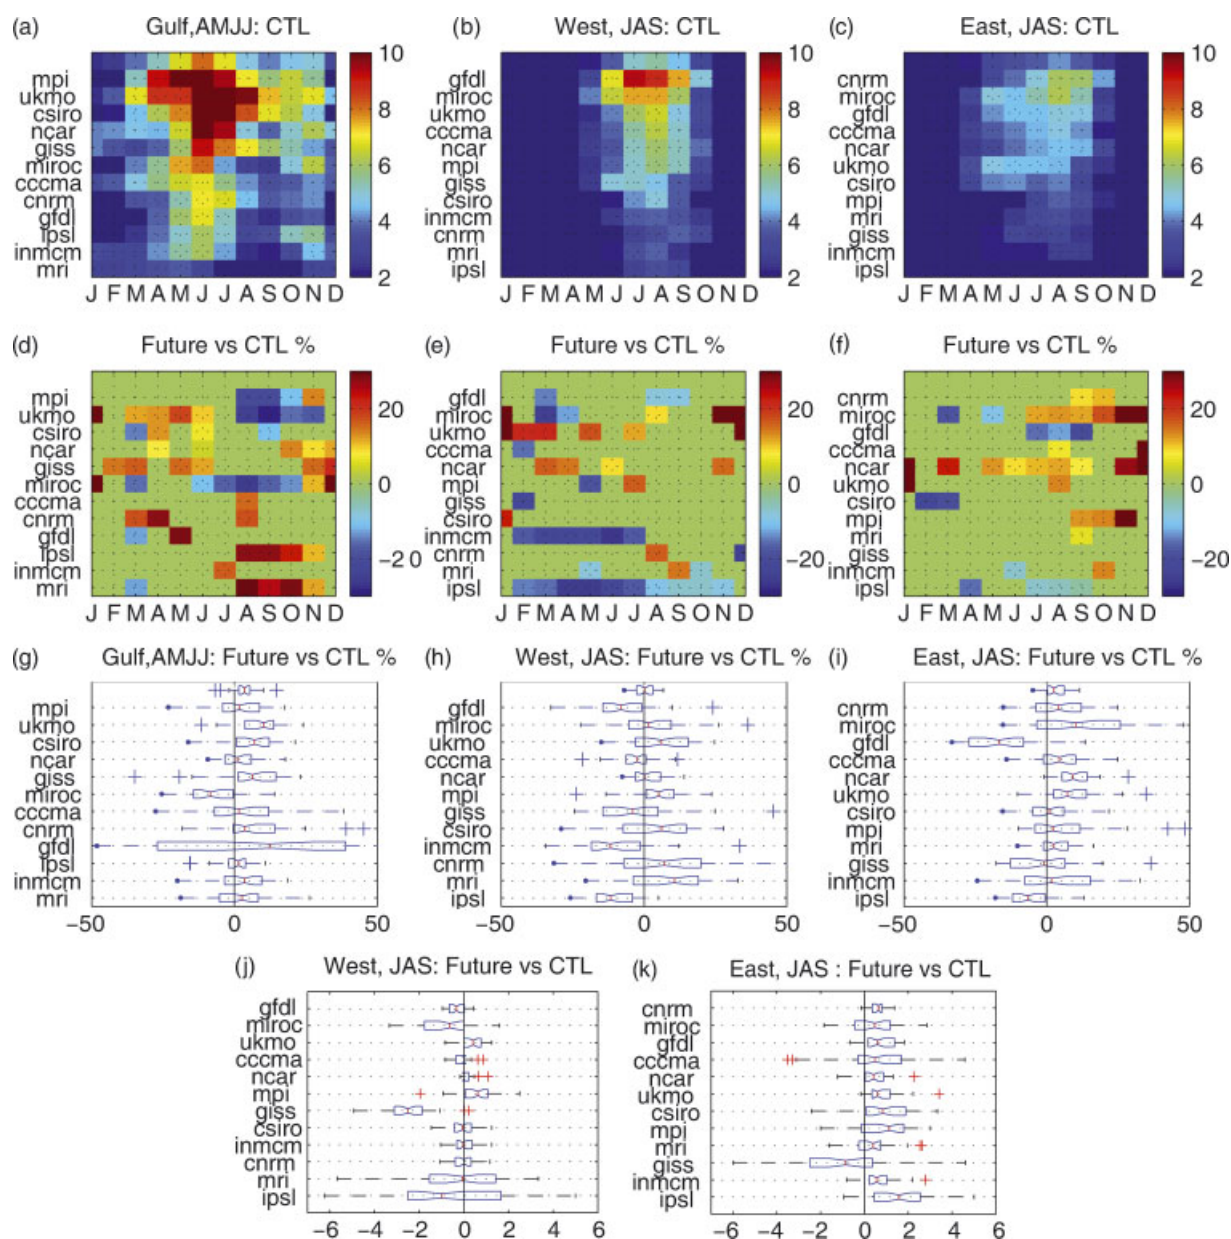 (a) Gulf,AMJJ: CTL
10
8
6
4
2
mpi
ukmo
csiro
ncar
giss
miroc
cccma
cnrm
gfdl
ipsl
inmcm
mri
J F M A M J J A S O N D
(b) West, JAS: CTL
10
8
6
4
2
gfdl
miroc
ukmo
cccma
ncar
mpi
giss
csiro
inmcm
cnrm
mri
ipsl
J F M A M J J A S O N D
(c) East, JAS: CTL
10
8
6
4
2
cnrm
miroc
gfdl
cccma
ncar
ukmo
csiro
mpi
mri
giss
inmcm
ipsl
J F M A M J J A S O N D
(d) Future vs CTL %
20
0
−2 0
mpi
ukmo
csiro
ncar
giss
miroc
cccma
cnrm
gfdl
ipsl
inmcm
mri
J F M A M J J A S O N D
(e) Future vs CTL %
20
0
−20
gfdl
miroc
ukmo
cccma
ncar
mpi
giss
csiro
inmcm
cnrm
mri
ipsl
J F M A M J J A S O N D
(f) Future vs CTL %
20
0
−20
cnrm
miroc
gfdl
cccma
ncar
ukmo
csiro
mpi
mri
giss
inmcm
ipsl
J F M A M J J A S O N D
(g) Gulf,AMJJ: Future vs CTL %
mpi
ukmo
csiro
ncar
giss
miroc
cccma
cnrm
gfdl
ipsl
inmcm
mri
−50 0 50
(h) West, JAS: Future vs CTL %
gfdl
miroc
ukmo
cccma
ncar
mpi
giss
csiro
inmcm
cnrm
mri
ipsl
−50 0 50
(i) East, JAS: Future vs CTL %
cnrm
miroc
gfdl
cccma
ncar
ukmo
csiro
mpi
mri
giss
inmcm
ipsl
−50 0 50
(j) West, JAS: Future vs CTL
gfdl
miroc
ukmo
cccma
ncar
mpi
giss
csiro
inmcm
cnrm
mri
ipsl
−6 −4 −2 0 2 4 6
(k) East, JAS : Future vs CTL
cnrm
miroc
gfdl
cccma
ncar
ukmo
csiro
mpi
mri
giss
inmcm
ipsl
−6 −4 −2 0 2 4 6